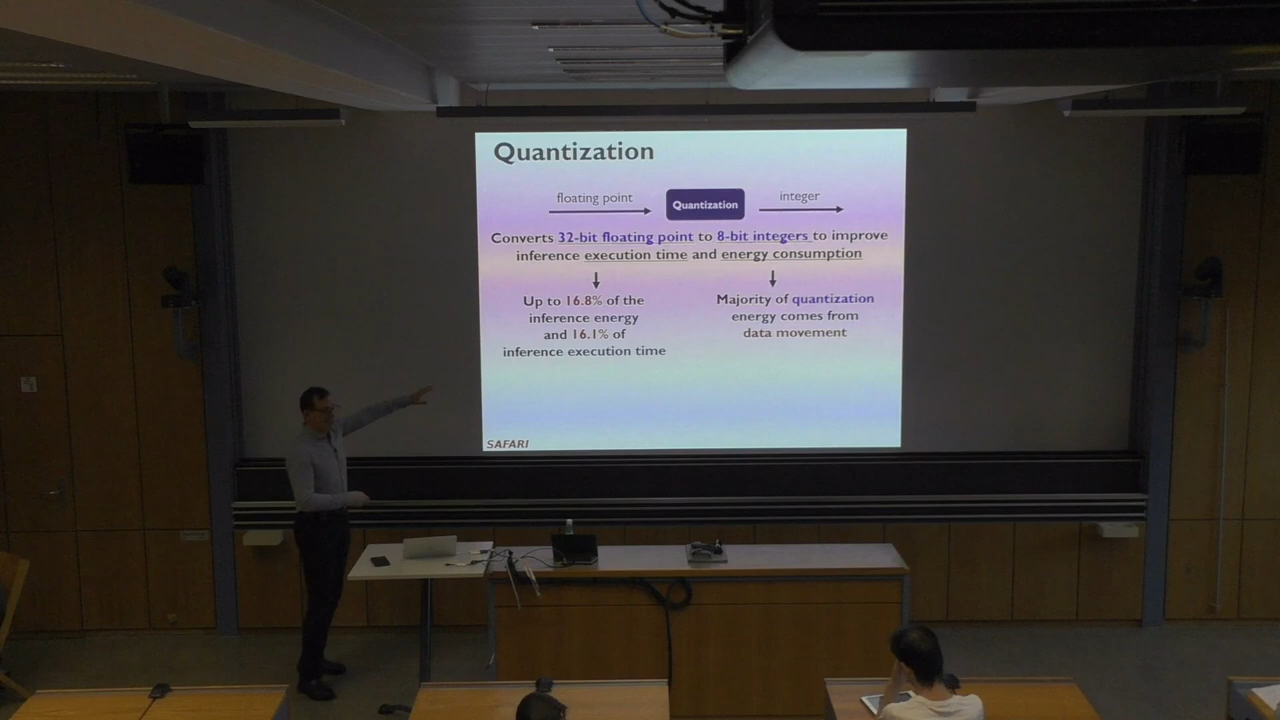 Quantization
floating point
Quantization
integer
Converts 32-bit floating point to 8-bit integers to improve
inference execution time and energy consumption
Up to 16.8% of the
inference energy
and 16.1% of
inference execution time
Majority of quantization
energy comes from
data movement
SAFARI